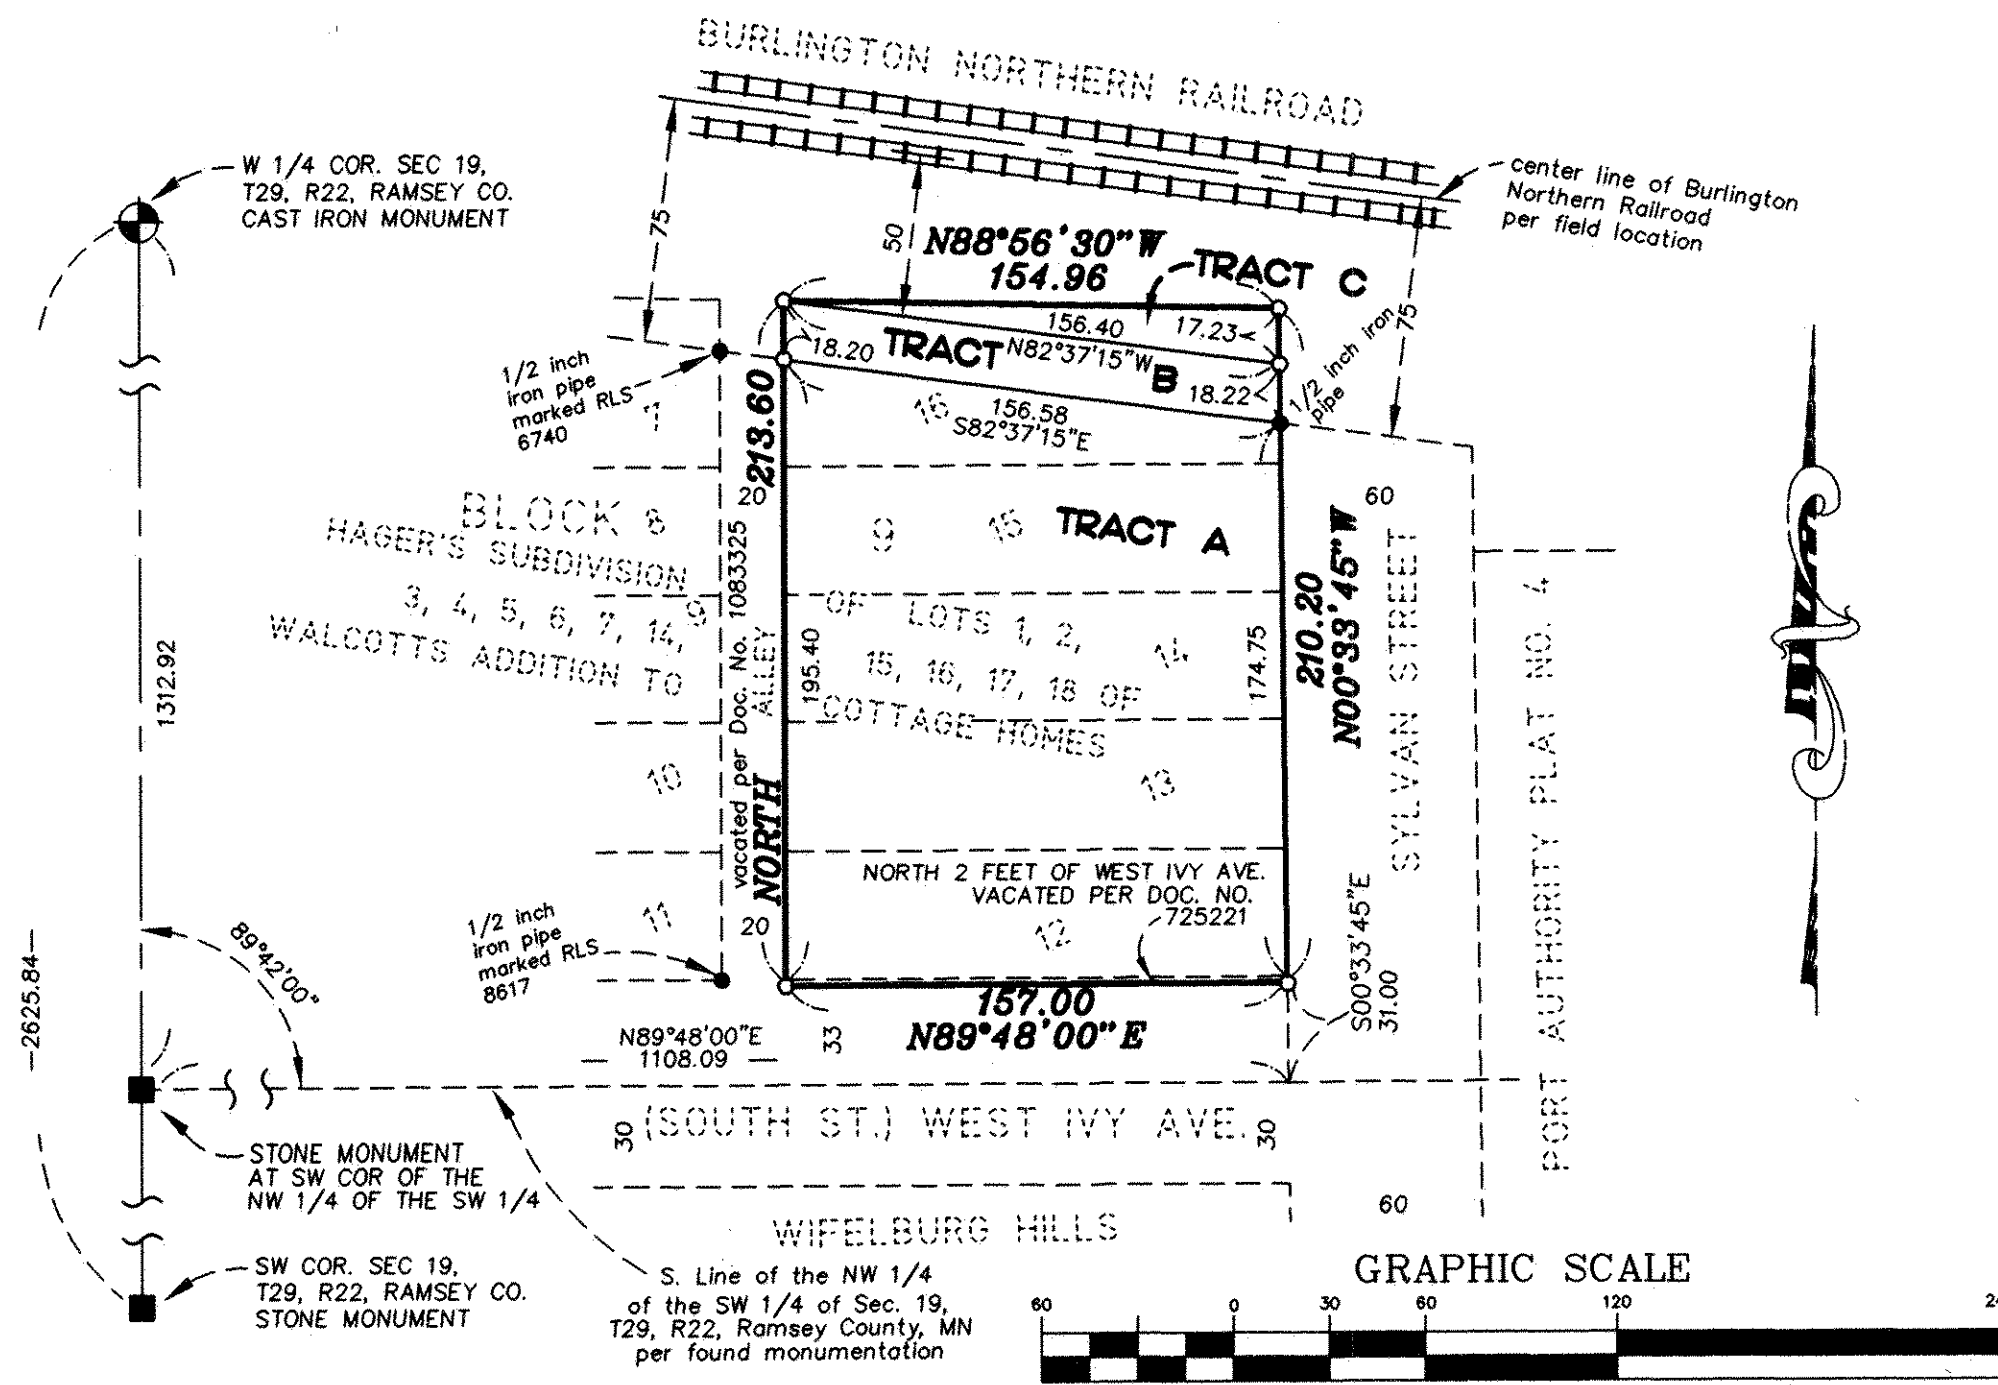 BURLINGTON NORTHERN RAILROAD
W 1/4 COR. SEC 19,
T29, R22, RAMSEY CO.
CAST IRON MONUMENT
center line of Burlington
Northern Railroad
per field location
75
50
75
N88°56'30"W
154.96
TRACT C
156.40
17.23
N82°37'15"W
18.20
TRACT B
18.22
156.58
S82°37'15"E
16
1/2 inch iron
pipe
1/2 inch
iron pipe
marked RLS
6740
7
213.60
NORTH
20
60
BLOCK 8
9
15
TRACT A
HAGER'S SUBDIVISION
OF LOTS 1, 2,
3, 4, 5, 6, 7, 14,
15, 16, 17, 18 OF
WALCOTTS ADDITION TO
COTTAGE HOMES
9
14
vacated per Doc. No. 1083325
ALLEY
195.40
174.75
210.20
N00°33'45"W
SYLVAN STREET
PORT AUTHORITY PLAT NO. 4
1312.92
10
13
NORTH 2 FEET OF WEST IVY AVE.
VACATED PER DOC. NO.
725221
11
12
20
1/2 inch
iron pipe
marked RLS
8617
2625.84
89°42'00"
157.00
N89°48'00"E
S00°33'45"E
31.00
N89°48'00"E
1108.09
33
30
(SOUTH ST.) WEST IVY AVE.
30
STONE MONUMENT
AT SW COR OF THE
NW 1/4 OF THE SW 1/4
60
WIFELBURG HILLS
SW COR. SEC 19,
T29, R22, RAMSEY CO.
STONE MONUMENT
S. Line of the NW 1/4
of the SW 1/4 of Sec. 19,
T29, R22, Ramsey County, MN
per found monumentation
GRAPHIC SCALE
60 0 30 60 120